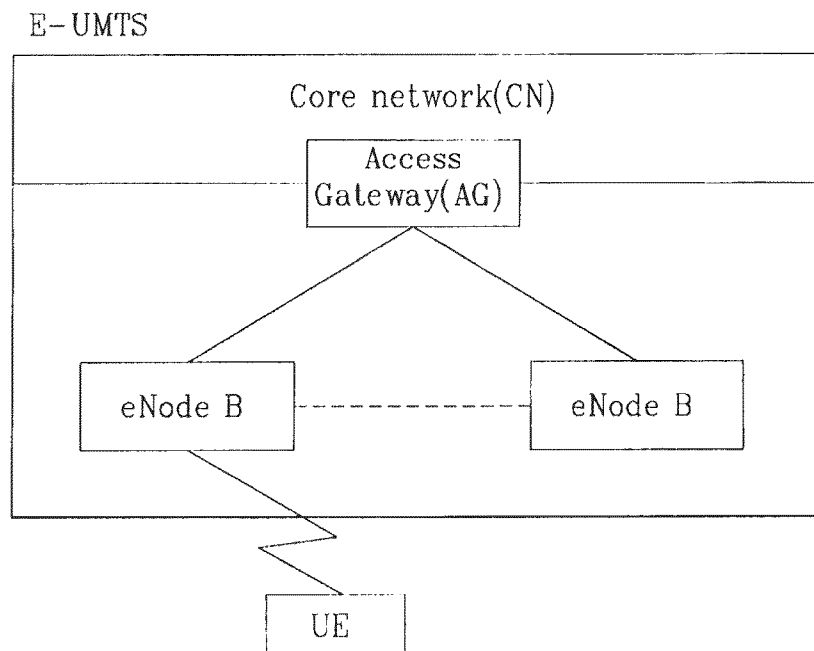 E-UMTS
Core network(CN)
Access
Gateway(AG)
eNode B
eNode B
UE